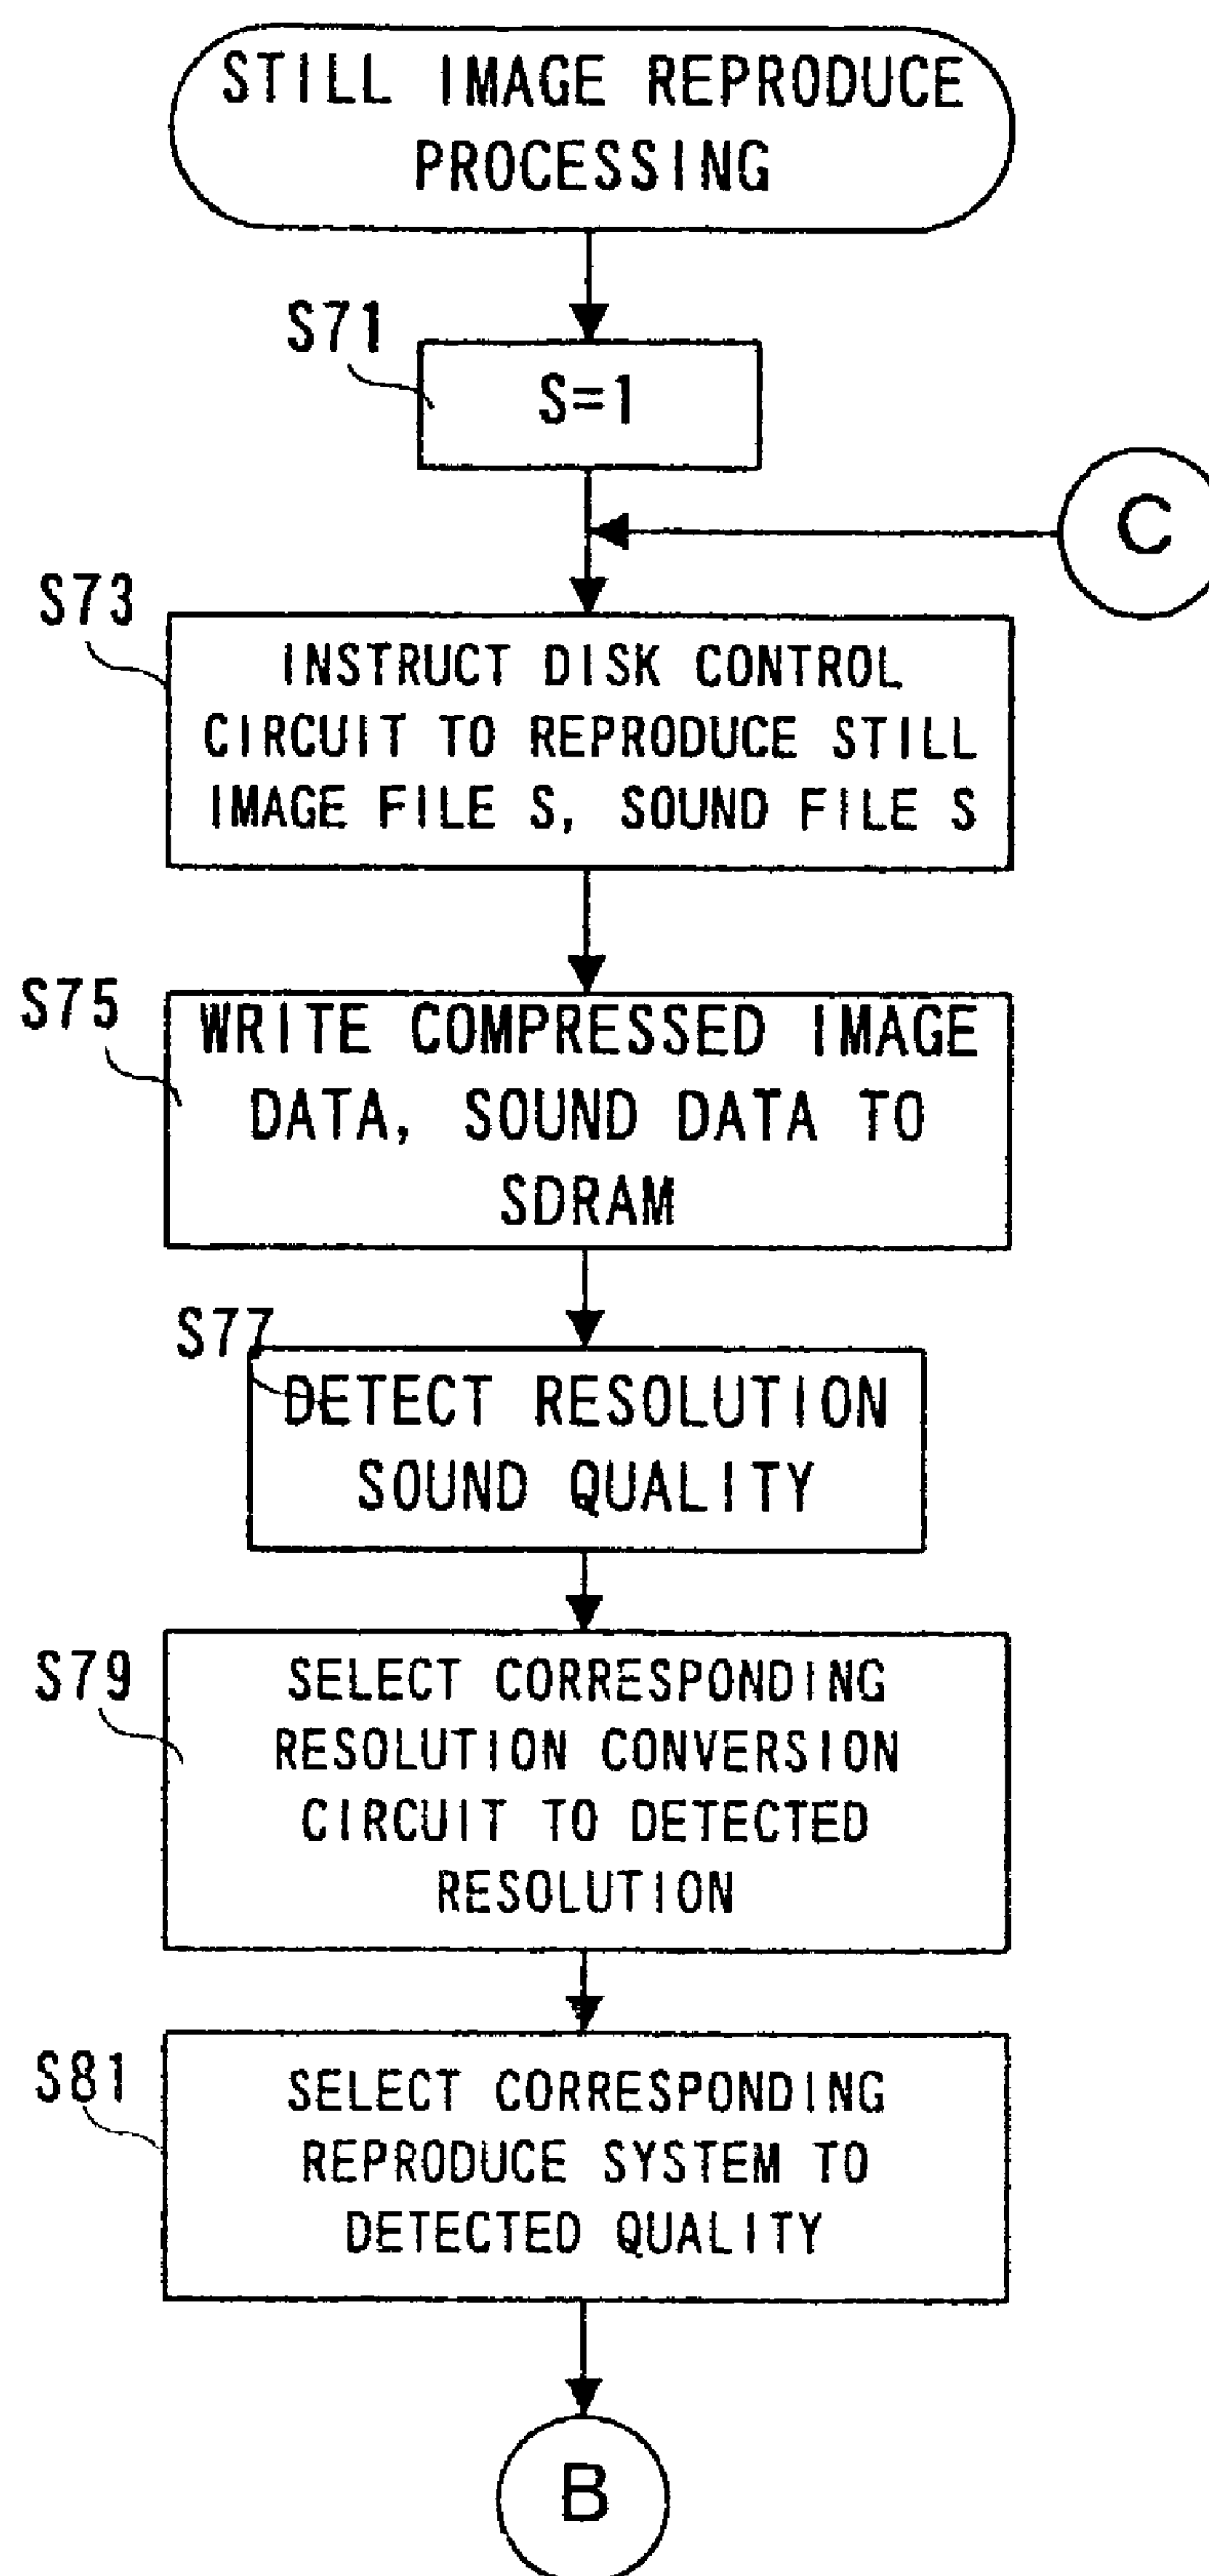 STILL IMAGE REPRODUCE
PROCESSING
S71
S=1
C
S73
INSTRUCT DISK CONTROL
CIRCUIT TO REPRODUCE STILL
IMAGE FILE S, SOUND FILE S
S75
WRITE COMPRESSED IMAGE
DATA, SOUND DATA TO
SDRAM
S77
DETECT RESOLUTION
SOUND QUALITY
S79
SELECT CORRESPONDING
RESOLUTION CONVERSION
CIRCUIT TO DETECTED
RESOLUTION
S81
SELECT CORRESPONDING
REPRODUCE SYSTEM TO
DETECTED QUALITY
B